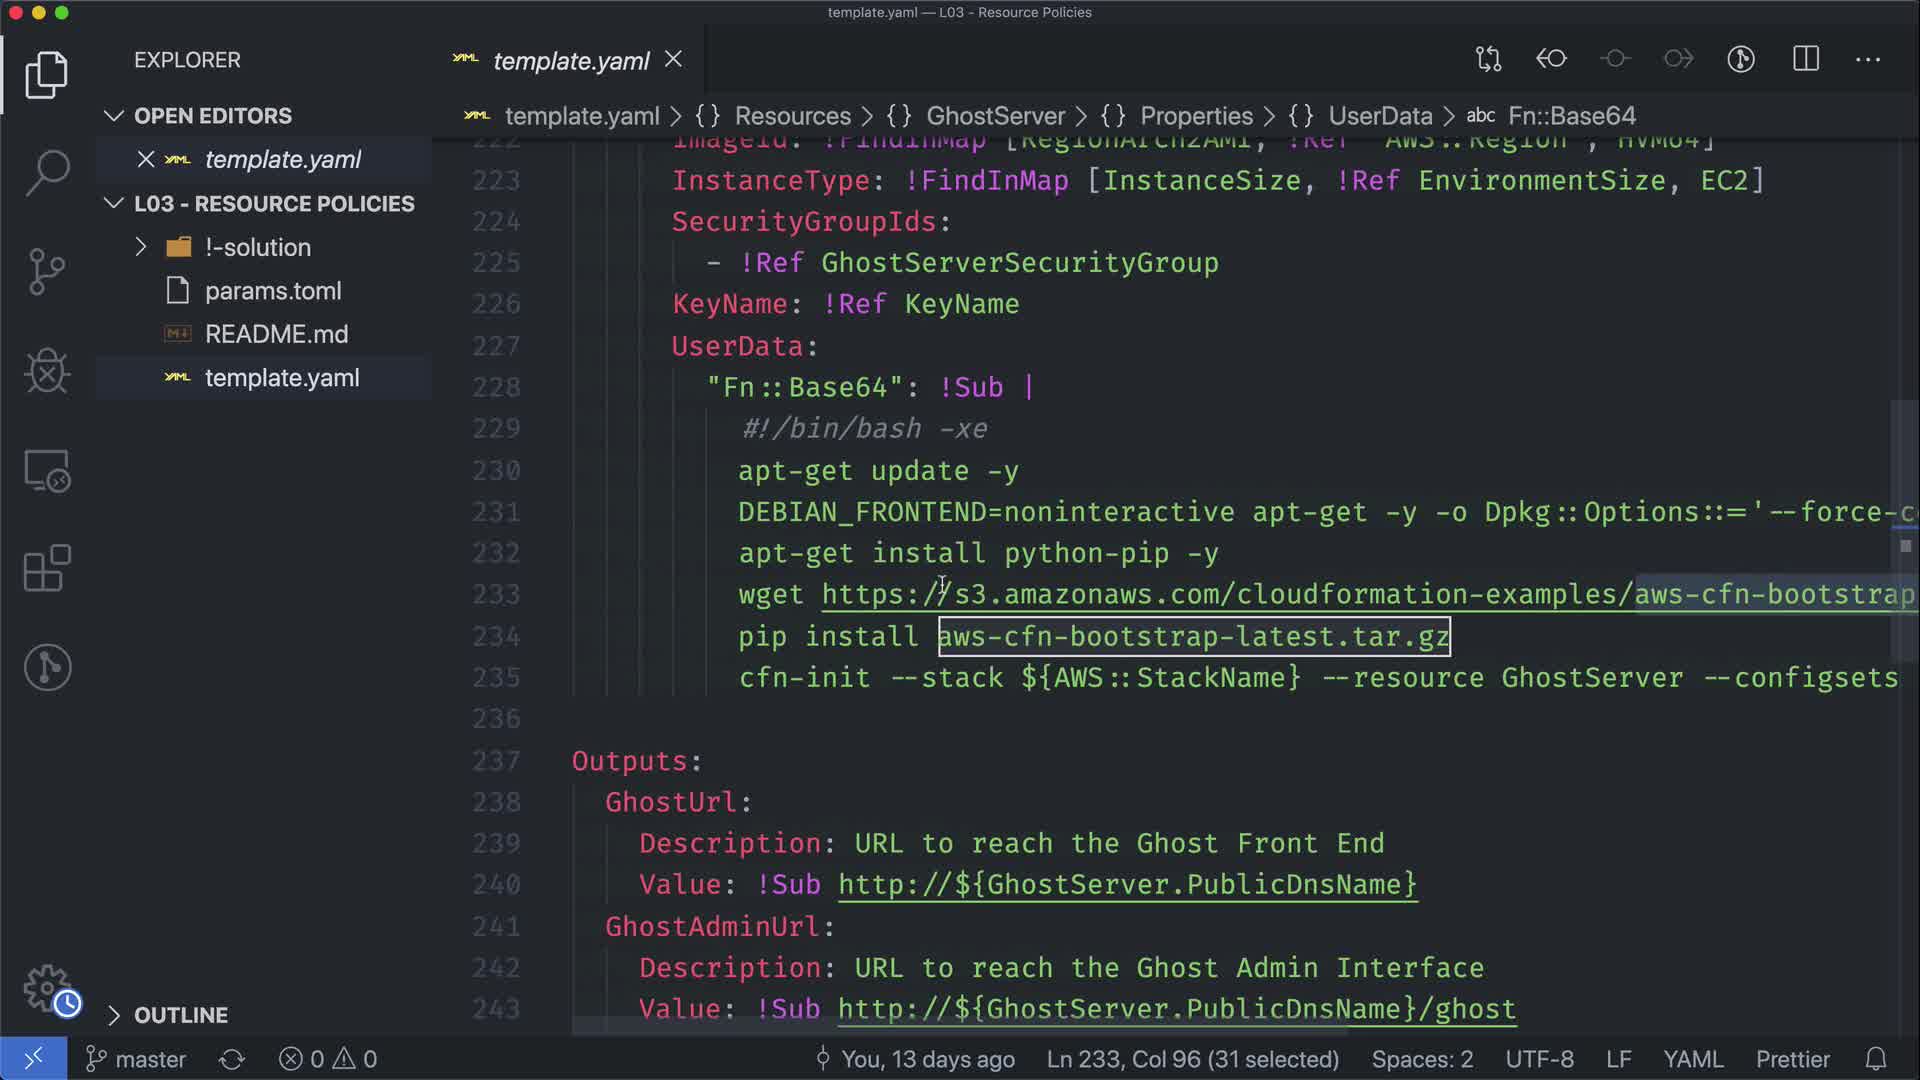 template.yaml — L03 - Resource Policies
EXPLORER
template.yaml
OPEN EDITORS
template.yaml
L03 - RESOURCE POLICIES
!-solution
params.toml
README.md
template.yaml
OUTLINE
template.yaml > {} Resources > {} GhostServer > {} Properties > {} UserData > abc Fn::Base64
222 ImageId: !FindInMap [RegionArch2AMI, !Ref "AWS::Region", HVM64]
223 InstanceType: !FindInMap [InstanceSize, !Ref EnvironmentSize, EC2]
224 SecurityGroupIds:
225 - !Ref GhostServerSecurityGroup
226 KeyName: !Ref KeyName
227 UserData:
228 "Fn::Base64": !Sub |
229 #!/bin/bash -xe
230 apt-get update -y
231 DEBIAN_FRONTEND=noninteractive apt-get -y -o Dpkg::Options::='--force-c
232 apt-get install python-pip -y
233 wget https://s3.amazonaws.com/cloudformation-examples/aws-cfn-bootstrap
234 pip install aws-cfn-bootstrap-latest.tar.gz
235 cfn-init --stack ${AWS::StackName} --resource GhostServer --configsets
236
237 Outputs:
238 GhostUrl:
239 Description: URL to reach the Ghost Front End
240 Value: !Sub http://${GhostServer.PublicDnsName}
241 GhostAdminUrl:
242 Description: URL to reach the Ghost Admin Interface
243 Value: !Sub http://${GhostServer.PublicDnsName}/ghost
master 0 0 You, 13 days ago Ln 233, Col 96 (31 selected) Spaces: 2 UTF-8 LF YAML Prettier